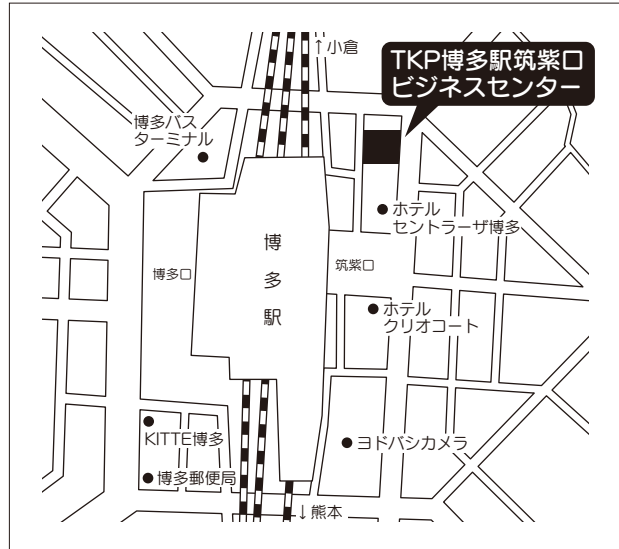 ↑小倉
TKP博多駅筑紫口
ビジネスセンター
博多バス
ターミナル
ホテル
セントラーザ博多
博多口
博多駅
筑紫口
ホテル
クリオコート
KITTE博多
ヨドバシカメラ
博多郵便局
↓熊本